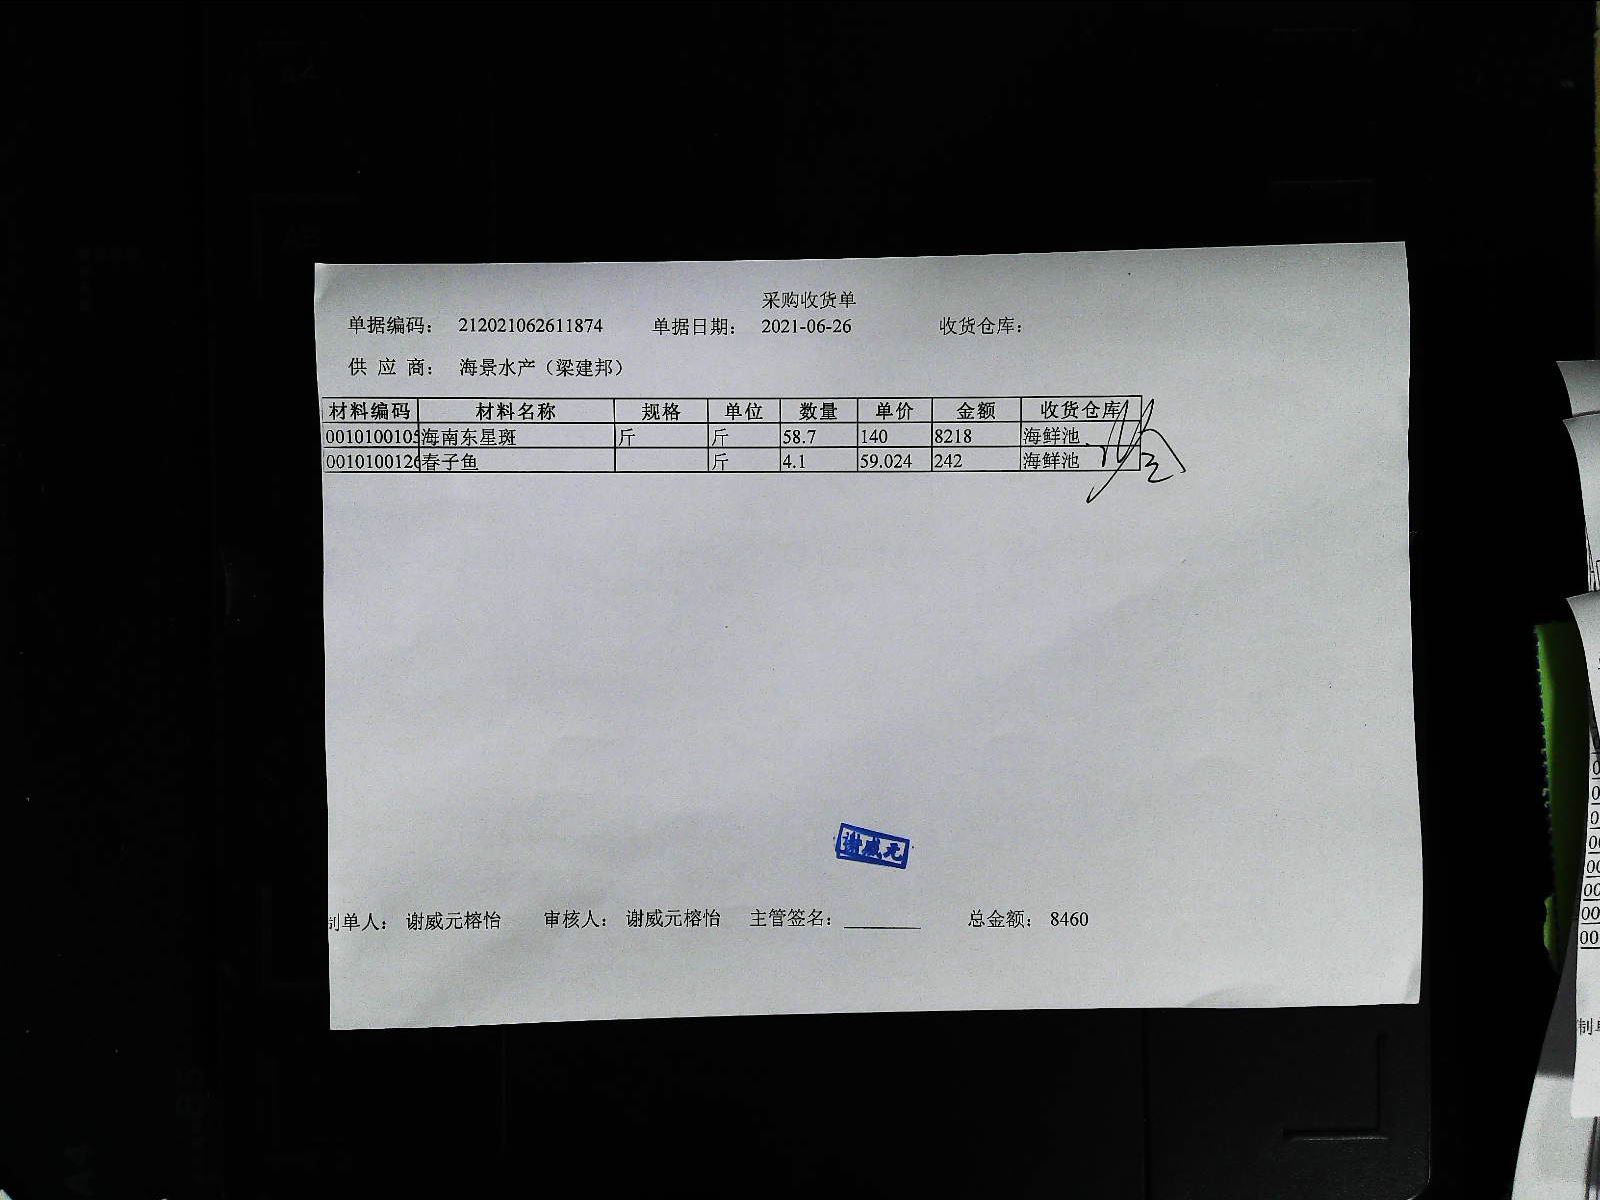 采购收货单
单据编码： 212021062611874 单据日期： 2021-06-26 收货仓库：
供 应 商： 海景水产（梁建邦）
材料编码 材料名称 规格 单位 数量 单价 金额 收货仓库
0010100105 海南东星斑 斤 斤 58.7 140 8218 海鲜池
0010100126 春子鱼 斤 4.1 59.024 242 海鲜池
谢威元
制单人： 谢威元榕怡 审核人： 谢威元榕怡 主管签名： 总金额： 8460